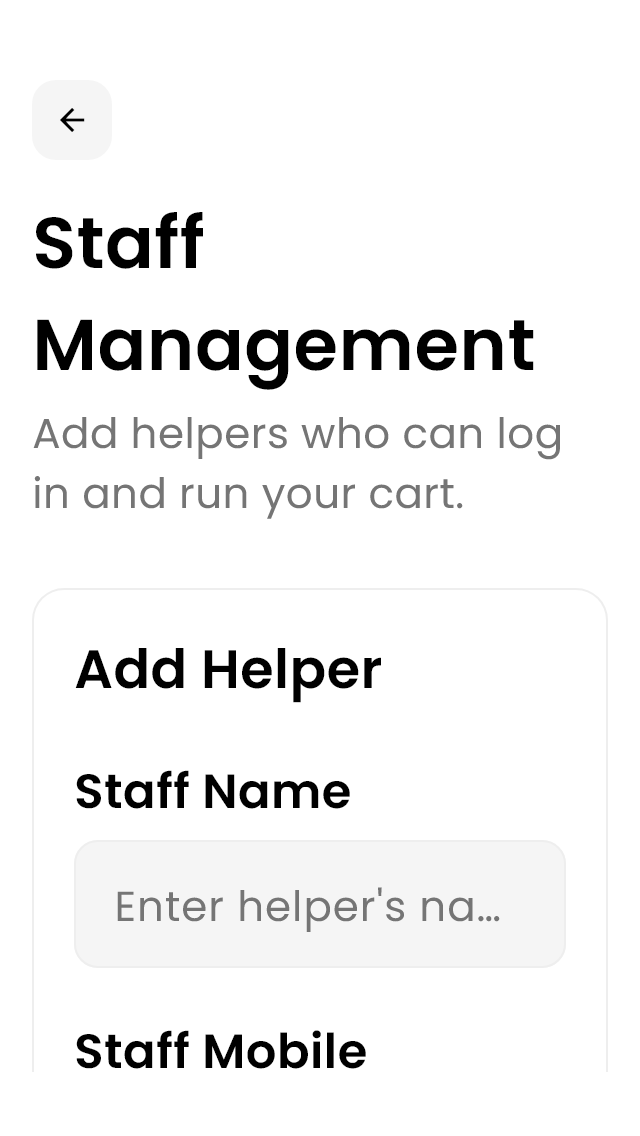 Staff
Management
Add helpers who can log
in and run your cart.
Add Helper
Staff Name
Enter helper's na...
Staff Mobile